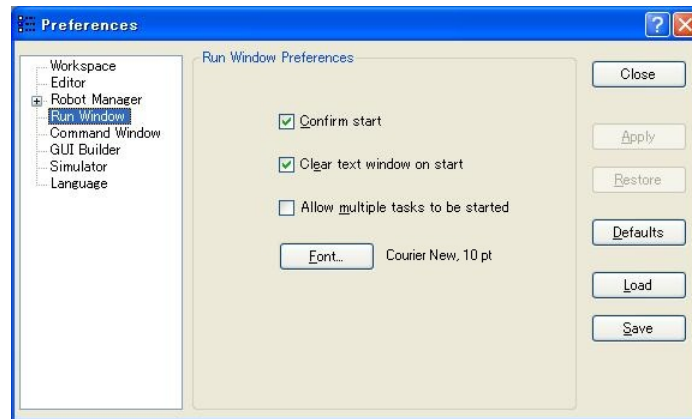 Preferences
Workspace
Editor
Robot Manager
Run Window
Command Window
GUI Builder
Simulator
Language
Run Window Preferences
Confirm start
Clear text window on start
Allow multiple tasks to be started
Font... Courier New, 10 pt
Close
Apply
Restore
Defaults
Load
Save